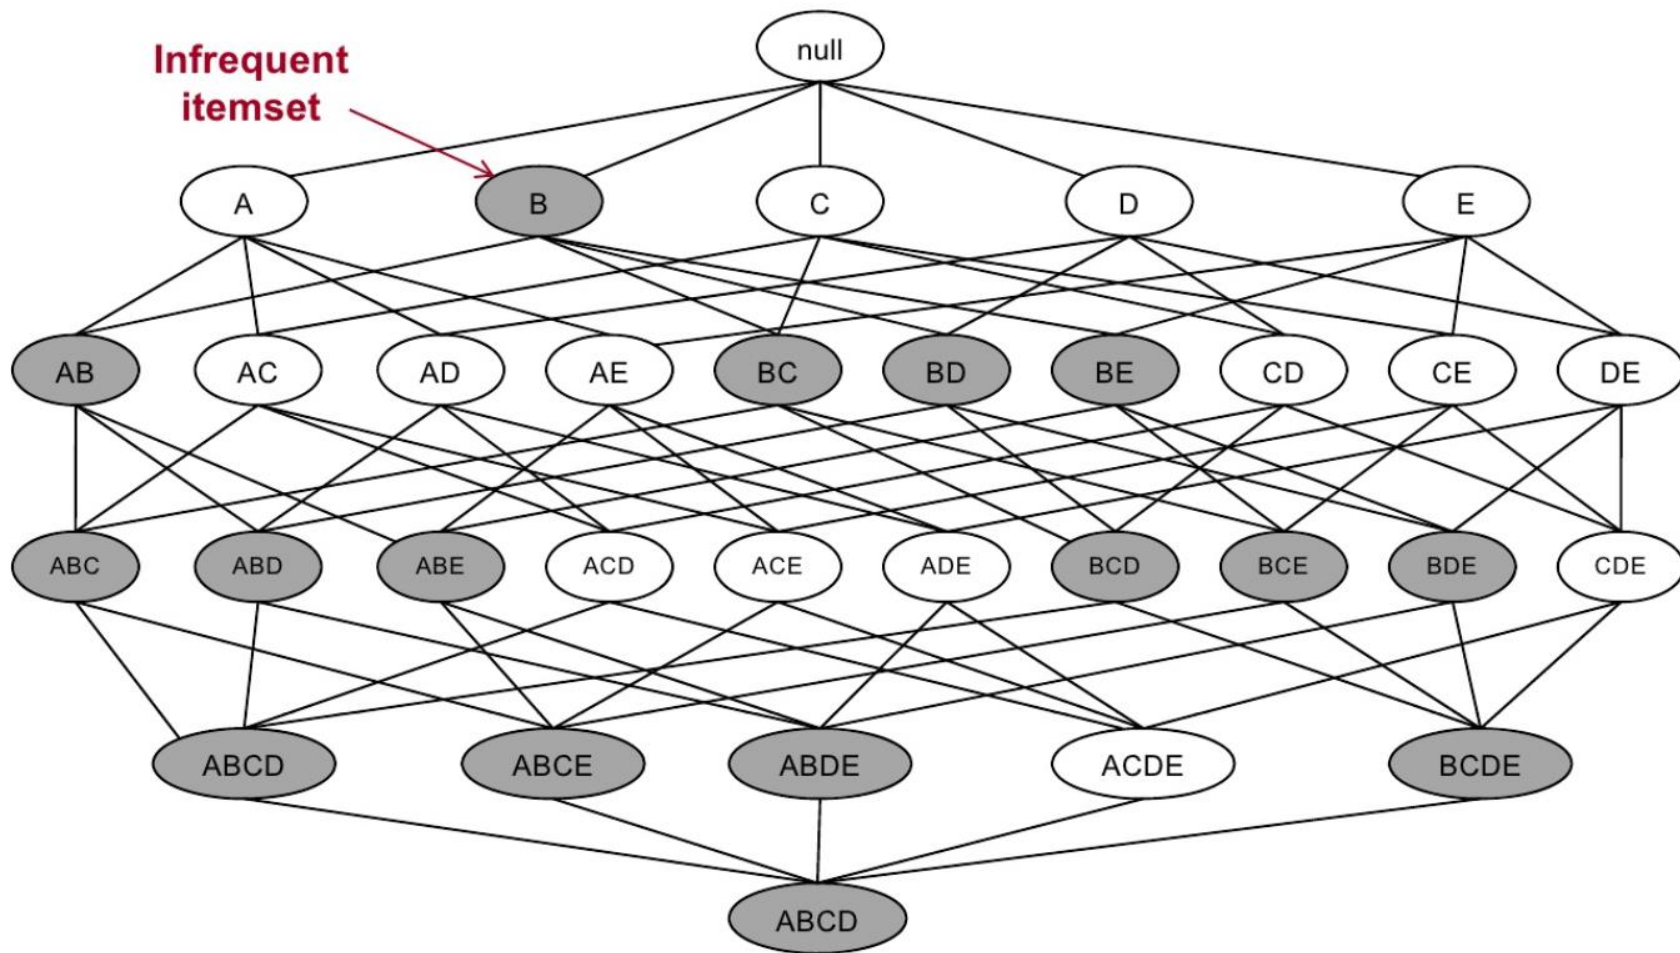 null
Infrequent
itemset
A B C D E
AB AC AD AE BC BD BE CD CE DE
ABC ABD ABE ACD ACE ADE BCD BCE BDE CDE
ABCD ABCE ABDE ACDE BCDE
ABCD